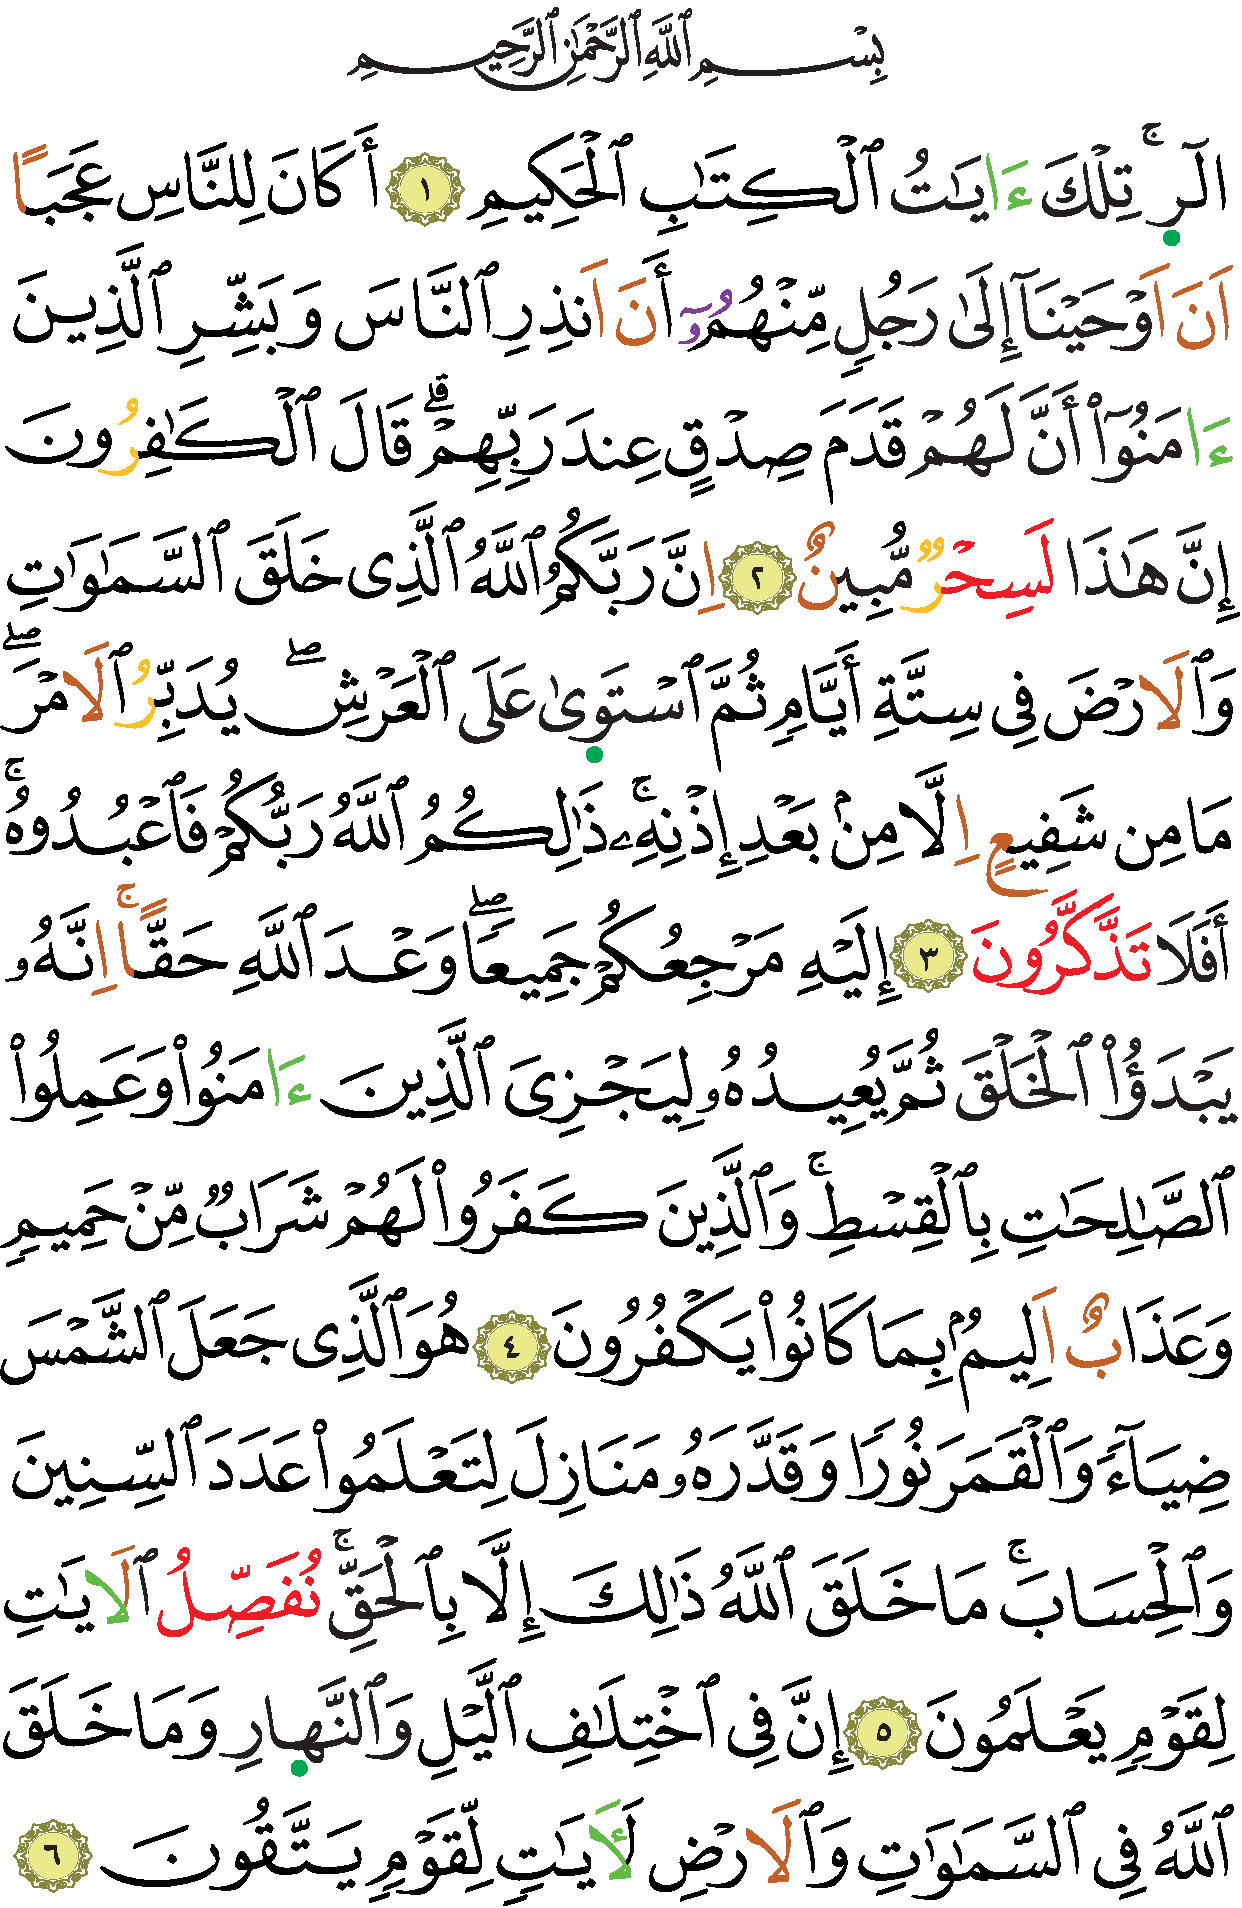 بِسْمِ ٱللَّهِ ٱلرَّحْمَٰنِ ٱلرَّحِيمِ
الٓرۚ تِلْكَ ءَايَٰتُ ٱلْكِتَٰبِ ٱلْحَكِيمِ ١ أَكَانَ لِلنَّاسِ عَجَبًا
اَنَ اَوْحَيْنَآ إِلَىٰ رَجُلٖ مِّنْهُمُۥٓ أَنَ اَنذِرِ ٱلنَّاسَ وَبَشِّرِ ٱلَّذِينَ
ءَامَنُوٓاْ أَنَّ لَهُمْ قَدَمَ صِدْقٍ عِندَ رَبِّهِمْۖ قَالَ ٱلْكَٰفِرُونَ
إِنَّ هَٰذَا لَسِحْرٞ مُّبِينٌ ٢ اِنَّ رَبَّكُمُ ٱللَّهُ ٱلَّذِى خَلَقَ ٱلسَّمَٰوَٰتِ
وَٱلَارْضَ فِى سِتَّةِ أَيَّامٖ ثُمَّ ٱسْتَوَىٰ عَلَى ٱلْعَرْشِۖ يُدَبِّرُ ٱلَامْرَۖ
مَا مِن شَفِيعٍ اِلَّا مِنۢ بَعْدِ إِذْنِهِۦۚ ذَٰلِكُمُ ٱللَّهُ رَبُّكُمْ فَٱعْبُدُوهُۚ
أَفَلَا تَذَّكَّرُونَ ٣ إِلَيْهِ مَرْجِعُكُمْ جَمِيعٗاۖ وَعْدَ ٱللَّهِ حَقًّاۚ اِنَّهُۥ
يَبْدَؤُاْ ٱلْخَلْقَ ثُمَّ يُعِيدُهُۥ لِيَجْزِىَ ٱلَّذِينَ ءَامَنُواْ وَعَمِلُواْ
ٱلصَّٰلِحَٰتِ بِٱلْقِسْطِۚ وَٱلَّذِينَ كَفَرُواْ لَهُمْ شَرَابٞ مِّنْ حَمِيمٖ
وَعَذَابٌ اَلِيمُۢ بِمَا كَانُواْ يَكْفُرُونَ ٤ هُوَ ٱلَّذِى جَعَلَ ٱلشَّمْسَ
ضِيَآءٗ وَٱلْقَمَرَ نُورٗا وَقَدَّرَهُۥ مَنَازِلَ لِتَعْلَمُواْ عَدَدَ ٱلسِّنِينَ
وَٱلْحِسَابَۚ مَا خَلَقَ ٱللَّهُ ذَٰلِكَ إِلَّا بِٱلْحَقِّۚ نُفَصِّلُ ٱلَايَٰتِ
لِقَوْمٖ يَعْلَمُونَ ٥ إِنَّ فِى ٱخْتِلَٰفِ ٱلَّيْلِ وَٱلنَّهارِ وَمَا خَلَقَ
ٱللَّهُ فِى ٱلسَّمَٰوَٰتِ وَٱلَارْضِ لَأٓيَٰتٖ لِّقَوْمٖ يَتَّقُونَ ٦